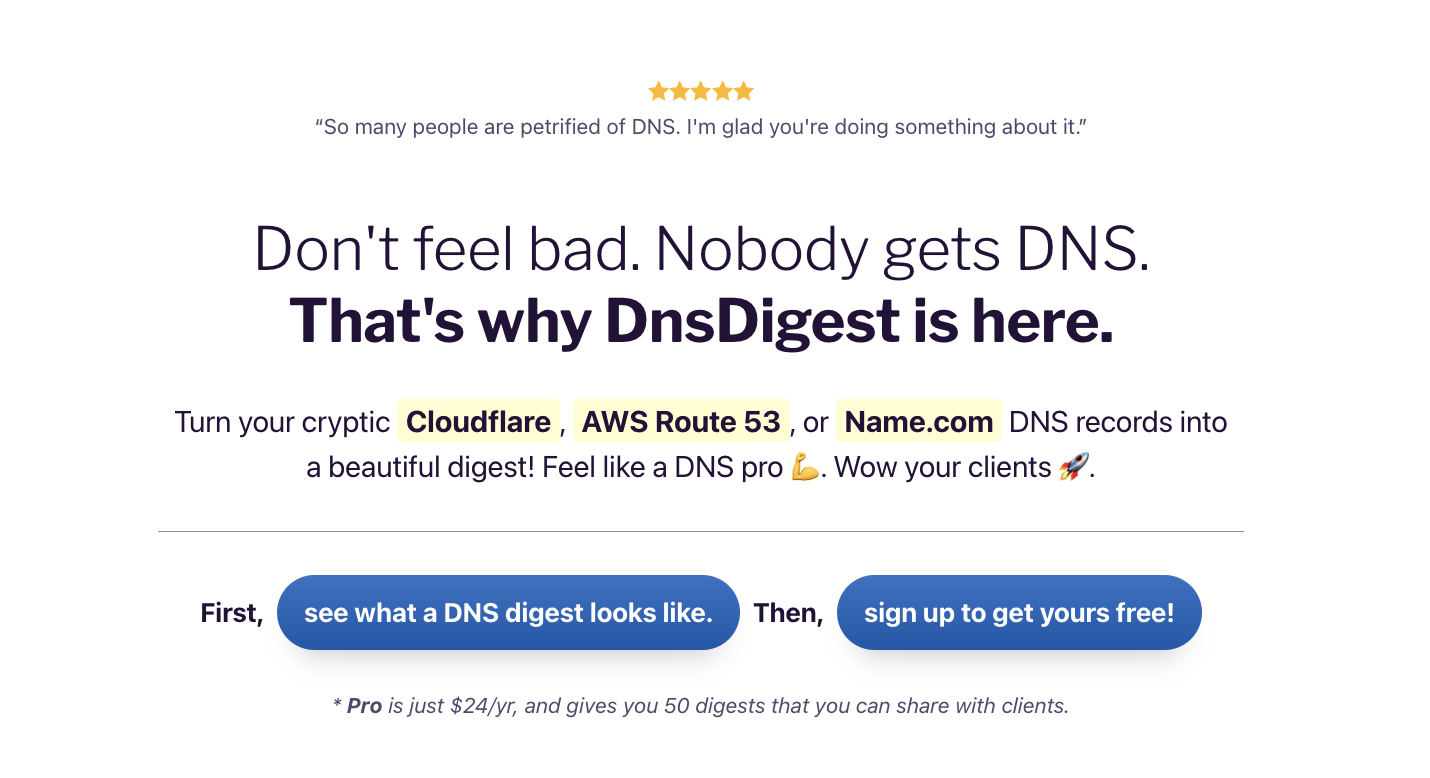 “So many people are petrified of DNS. I'm glad you're doing something about it.”
Don't feel bad. Nobody gets DNS.
That's why DnsDigest is here.
Turn your cryptic Cloudflare , AWS Route 53 , or Name.com DNS records into
a beautiful digest! Feel like a DNS pro 💪. Wow your clients 🚀.
First, see what a DNS digest looks like. Then, sign up to get yours free!
* Pro is just $24/yr, and gives you 50 digests that you can share with clients.